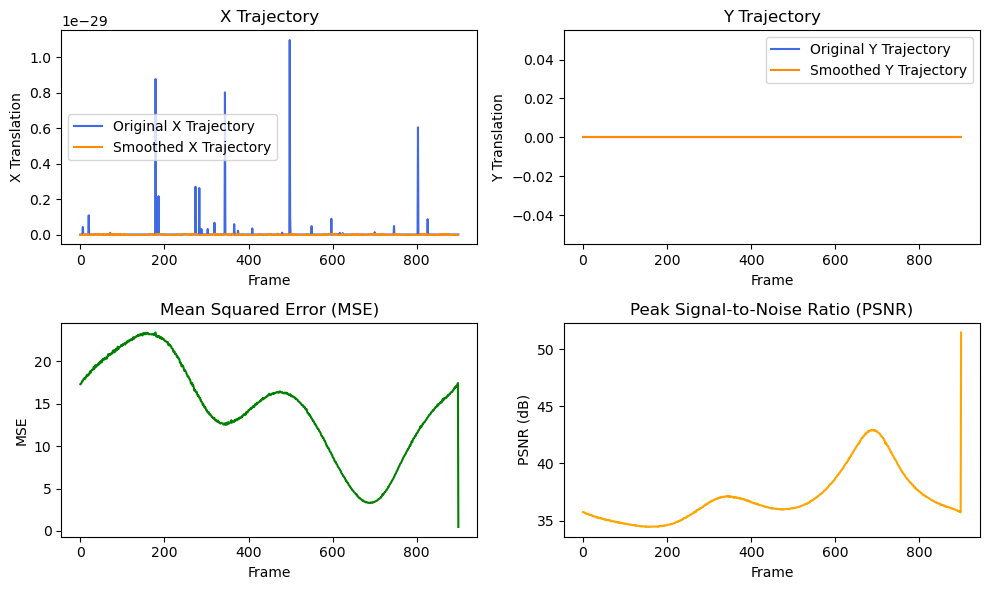 X Trajectory
1e−29
1.0
0.8
0.6
0.4
0.2
0.0
X Translation
Original X Trajectory
Smoothed X Trajectory
0 200 400 600 800
Frame
Y Trajectory
0.04
0.02
0.00
−0.02
−0.04
Y Translation
Original Y Trajectory
Smoothed Y Trajectory
0 200 400 600 800
Frame
Mean Squared Error (MSE)
20
15
10
5
0
MSE
0 200 400 600 800
Frame
Peak Signal-to-Noise Ratio (PSNR)
50
45
40
35
PSNR (dB)
0 200 400 600 800
Frame